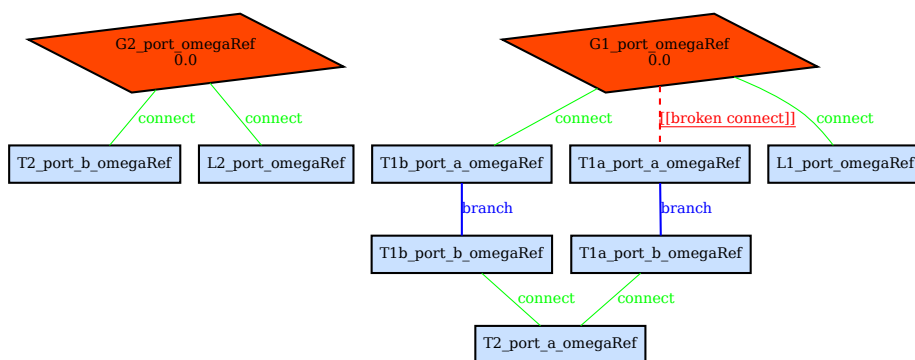 G2_port_omegaRef
0.0
G1_port_omegaRef
0.0
connect
connect
connect
[[broken connect]]
connect
T2_port_b_omegaRef
L2_port_omegaRef
T1b_port_a_omegaRef
T1a_port_a_omegaRef
L1_port_omegaRef
branch
branch
T1b_port_b_omegaRef
T1a_port_b_omegaRef
connect
connect
T2_port_a_omegaRef